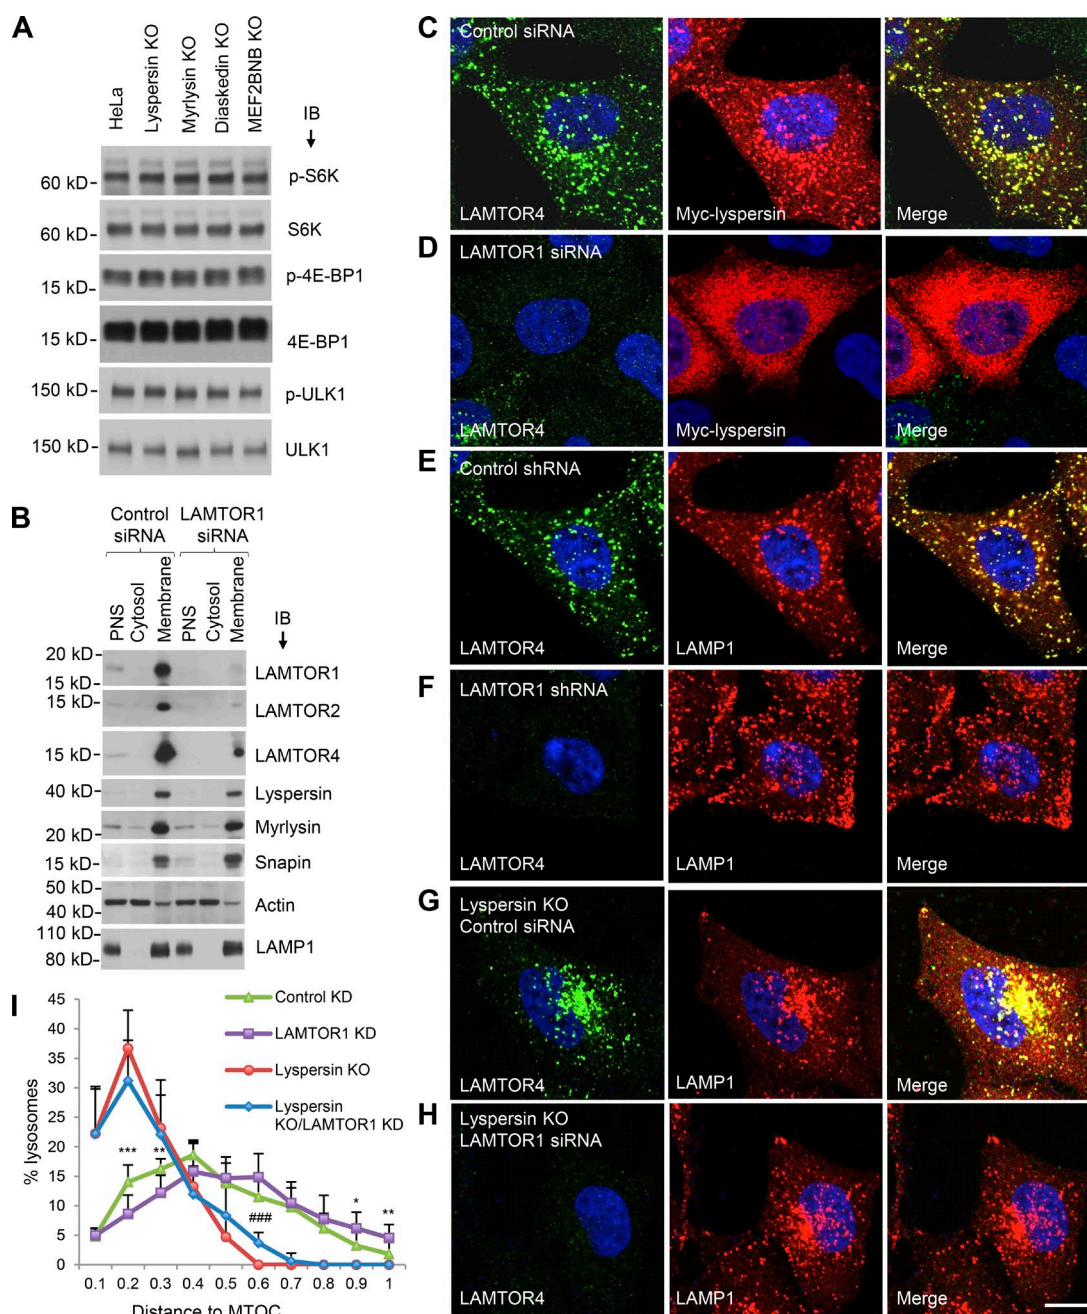 A
HeLa
Lyspersin KO
Myrlysin KO
Diaskedin KO
MEF2BNB KO
IB
60 kD
p-S6K
60 kD
S6K
15 kD
p-4E-BP1
15 kD
4E-BP1
150 kD
p-ULK1
150 kD
ULK1
B
Control siRNA
LAMTOR1 siRNA
PNS
Cytosol
Membrane
PNS
Cytosol
Membrane
IB
20 kD
15 kD
LAMTOR1
15 kD
LAMTOR2
15 kD
LAMTOR4
40 kD
Lyspersin
20 kD
Myrlysin
15 kD
Snapin
50 kD
40 kD
Actin
110 kD
80 kD
LAMP1
I
Control KD
LAMTOR1 KD
Lyspersin KO
Lyspersin
KO/LAMTOR1 KD
% lysosomes
45
40
35
30
25
20
15
10
5
0
***
**
###
*
**
0.1 0.2 0.3 0.4 0.5 0.6 0.7 0.8 0.9 1
Distance to MTOC
C
Control siRNA
LAMTOR4
Myc-lyspersin
Merge
D
LAMTOR1 siRNA
LAMTOR4
Myc-lyspersin
Merge
E
Control shRNA
LAMTOR4
LAMP1
Merge
F
LAMTOR1 shRNA
LAMTOR4
LAMP1
Merge
G
Lyspersin KO
Control siRNA
LAMTOR4
LAMP1
Merge
H
Lyspersin KO
LAMTOR1 siRNA
LAMTOR4
LAMP1
Merge